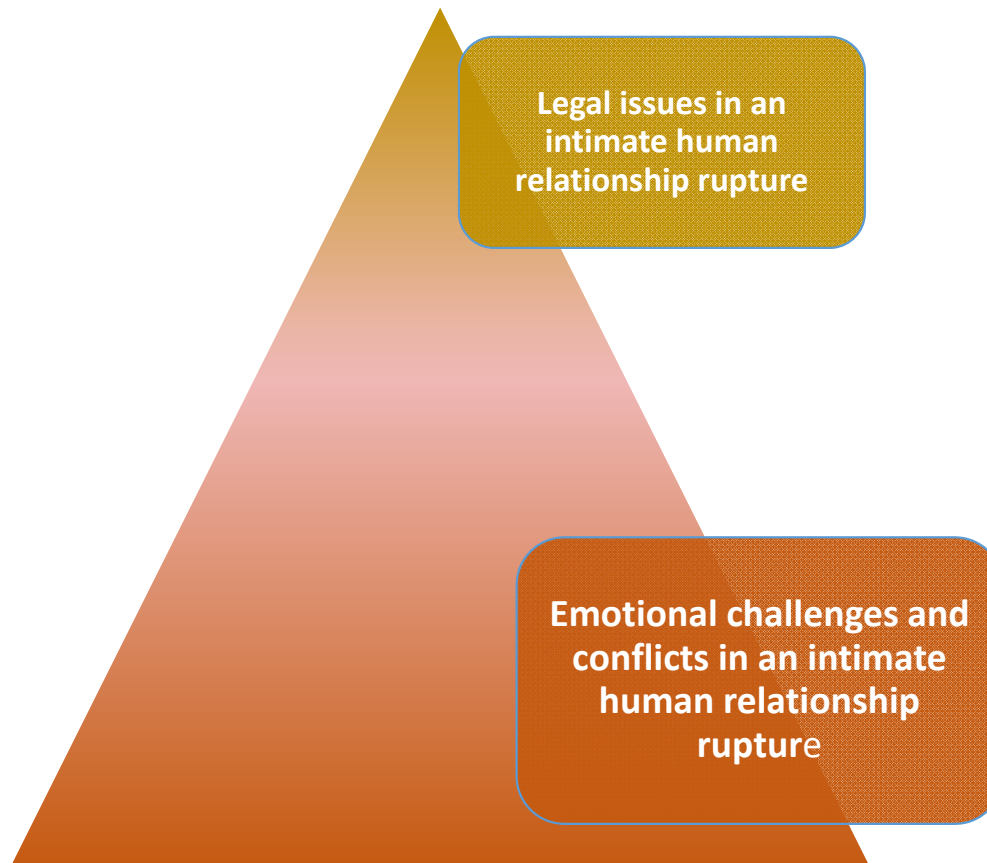 Legal issues in an
intimate human
relationship rupture
Emotional challenges and
conflicts in an intimate
human relationship
rupture